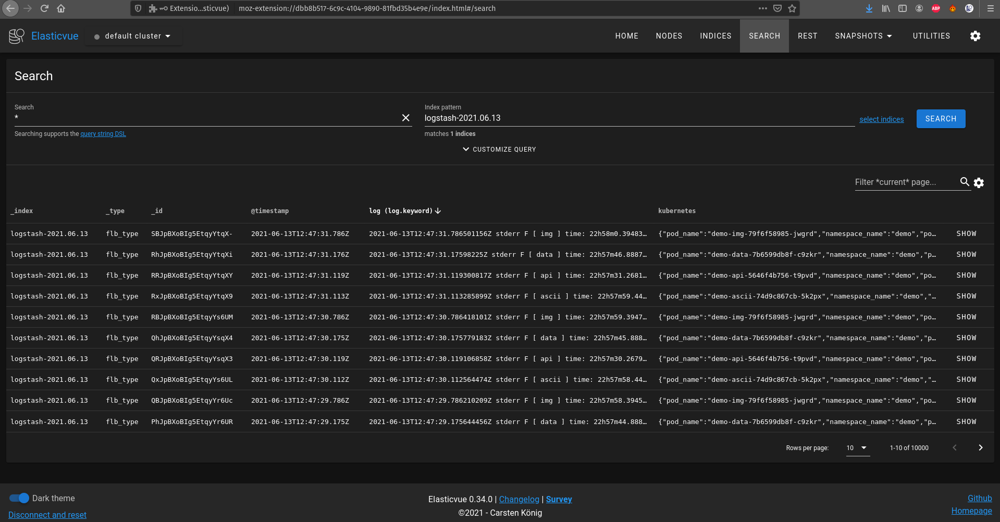 Extensio...sticvue) moz-extension://dbb8b517-6c9c-4104-9890-81fbd35b4e9e/index.html#/search ABP
Elasticvue default cluster HOME NODES INDICES SEARCH REST SNAPSHOTS UTILITIES
Search
Search Index pattern
* logstash-2021.06.13 select indices SEARCH
Searching supports the query string DSL matches 1 indices
CUSTOMIZE QUERY
Filter *current* page...
_index _type _id @timestamp log (log.keyword) kubernetes
logstash-2021.06.13 flb_type SBJpBXoBIg5EtqyYtqX- 2021-06-13T12:47:31.786Z 2021-06-13T12:47:31.786501156Z stderr F [ img ] time: 22h58m0.39483… {"pod_name":"demo-img-79f6f58985-jwgrd","namespace_name":"demo","po… SHOW
logstash-2021.06.13 flb_type RhJpBXoBIg5EtqyYtqXi 2021-06-13T12:47:31.176Z 2021-06-13T12:47:31.17598225Z stderr F [ data ] time: 22h57m46.8887… {"pod_name":"demo-data-7b6599db8f-c9zkr","namespace_name":"demo","p… SHOW
logstash-2021.06.13 flb_type RRJpBXoBIg5EtqyYtqXY 2021-06-13T12:47:31.119Z 2021-06-13T12:47:31.119300817Z stderr F [ api ] time: 22h57m31.2681… {"pod_name":"demo-api-5646f4b756-t9pvd","namespace_name":"demo","po… SHOW
logstash-2021.06.13 flb_type RxJpBXoBIg5EtqyYtqX9 2021-06-13T12:47:31.113Z 2021-06-13T12:47:31.113285899Z stderr F [ ascii ] time: 22h57m59.44… {"pod_name":"demo-ascii-74d9c867cb-5k2px","namespace_name":"demo","… SHOW
logstash-2021.06.13 flb_type RBJpBXoBIg5EtqyYs6UM 2021-06-13T12:47:30.786Z 2021-06-13T12:47:30.786418101Z stderr F [ img ] time: 22h57m59.3947… {"pod_name":"demo-img-79f6f58985-jwgrd","namespace_name":"demo","po… SHOW
logstash-2021.06.13 flb_type QhJpBXoBIg5EtqyYsqX4 2021-06-13T12:47:30.175Z 2021-06-13T12:47:30.175779183Z stderr F [ data ] time: 22h57m45.888… {"pod_name":"demo-data-7b6599db8f-c9zkr","namespace_name":"demo","p… SHOW
logstash-2021.06.13 flb_type QRJpBXoBIg5EtqyYsqX3 2021-06-13T12:47:30.119Z 2021-06-13T12:47:30.119106858Z stderr F [ api ] time: 22h57m30.2679… {"pod_name":"demo-api-5646f4b756-t9pvd","namespace_name":"demo","po… SHOW
logstash-2021.06.13 flb_type QxJpBXoBIg5EtqyYs6UL 2021-06-13T12:47:30.112Z 2021-06-13T12:47:30.112564474Z stderr F [ ascii ] time: 22h57m58.44… {"pod_name":"demo-ascii-74d9c867cb-5k2px","namespace_name":"demo","… SHOW
logstash-2021.06.13 flb_type QBJpBXoBIg5EtqyYr6Uc 2021-06-13T12:47:29.786Z 2021-06-13T12:47:29.786210209Z stderr F [ img ] time: 22h57m58.3945… {"pod_name":"demo-img-79f6f58985-jwgrd","namespace_name":"demo","po… SHOW
logstash-2021.06.13 flb_type PhJpBXoBIg5EtqyYr6UR 2021-06-13T12:47:29.175Z 2021-06-13T12:47:29.175644456Z stderr F [ data ] time: 22h57m44.888… {"pod_name":"demo-data-7b6599db8f-c9zkr","namespace_name":"demo","p… SHOW
Rows per page: 10 1-10 of 10000
Dark theme Elasticvue 0.34.0 | Changelog | Survey Github
Disconnect and reset ©2021 - Carsten König Homepage